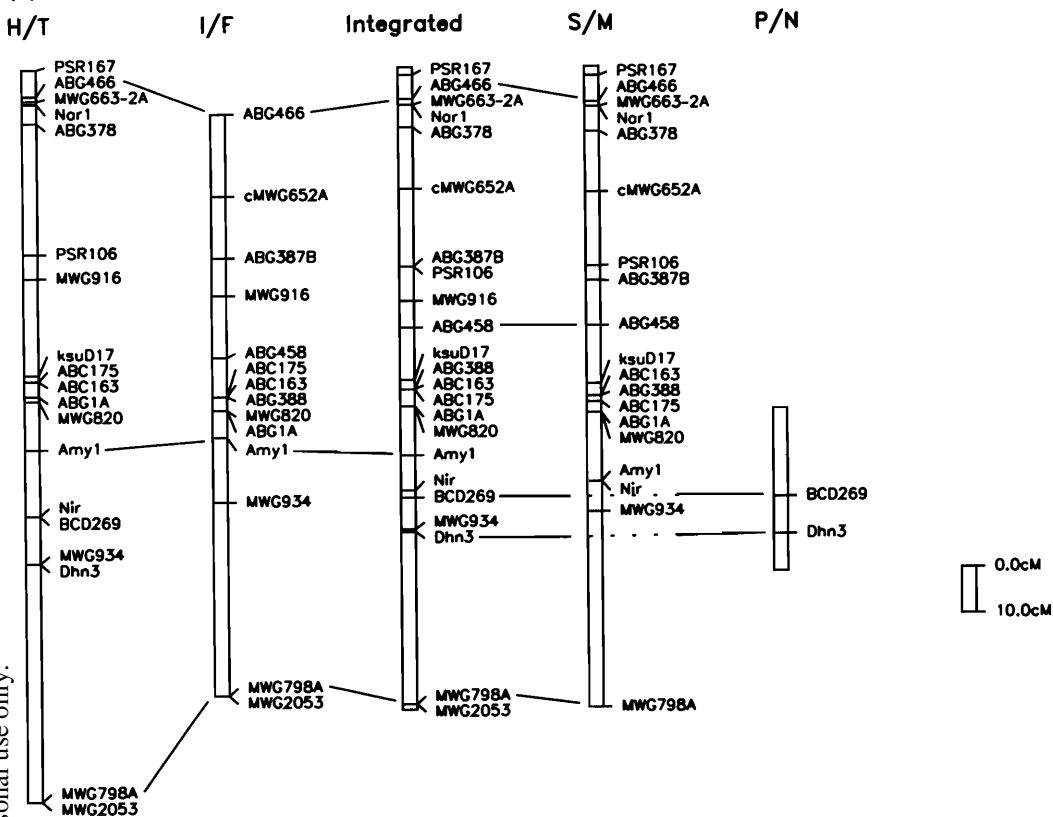 H/T
PSR167
ABG466
MWG663-2A
Nor1
ABG378
PSR106
MWG916
ksuD17
ABC175
ABC163
ABG1A
MWG820
Amy1
Nir
BCD269
MWG934
Dhn3
MWG798A
MWG2053
I/F
ABG466
cMWG652A
ABG387B
MWG916
ABG458
ABC175
ABC163
ABG388
MWG820
ABG1A
Amy1
MWG934
MWG798A
MWG2053
Integrated
PSR167
ABG466
MWG663-2A
Nor1
ABG378
cMWG652A
ABG387B
PSR106
MWG916
ABG458
ksuD17
ABG388
ABC163
ABC175
ABG1A
MWG820
Amy1
Nir
BCD269
MWG934
Dhn3
MWG798A
MWG2053
S/M
PSR167
ABG466
MWG663-2A
Nor1
ABG378
cMWG652A
PSR106
ABG387B
ABG458
ksuD17
ABC163
ABG388
ABC175
ABG1A
MWG820
Amy1
Nir
MWG934
MWG798A
P/N
BCD269
Dhn3
0.0cM
10.0cM
use only.